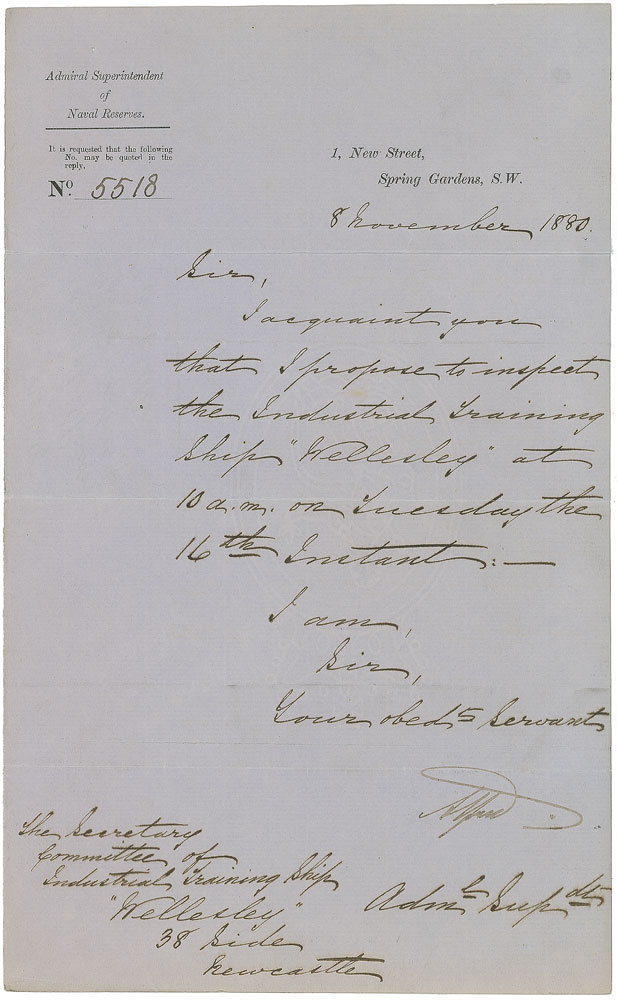 Admiral Superintendent
of
Naval Reserves.
It is requested that the following
No. may be quoted in the
reply.
No. 5518
1, New Street,
Spring Gardens, S.W.
8 November 1880.
Sir,
I acquaint you
that I propose to inspect
the Industrial Training
Ship "Wellesley" at
10 a.m. on Tuesday the
16th Instant:—
I am,
Sir,
Your obedt Servant
Alfred
Adml Supdt
The Secretary
Committee of
Industrial Training Ship
"Wellesley"
38 Side
Newcastle